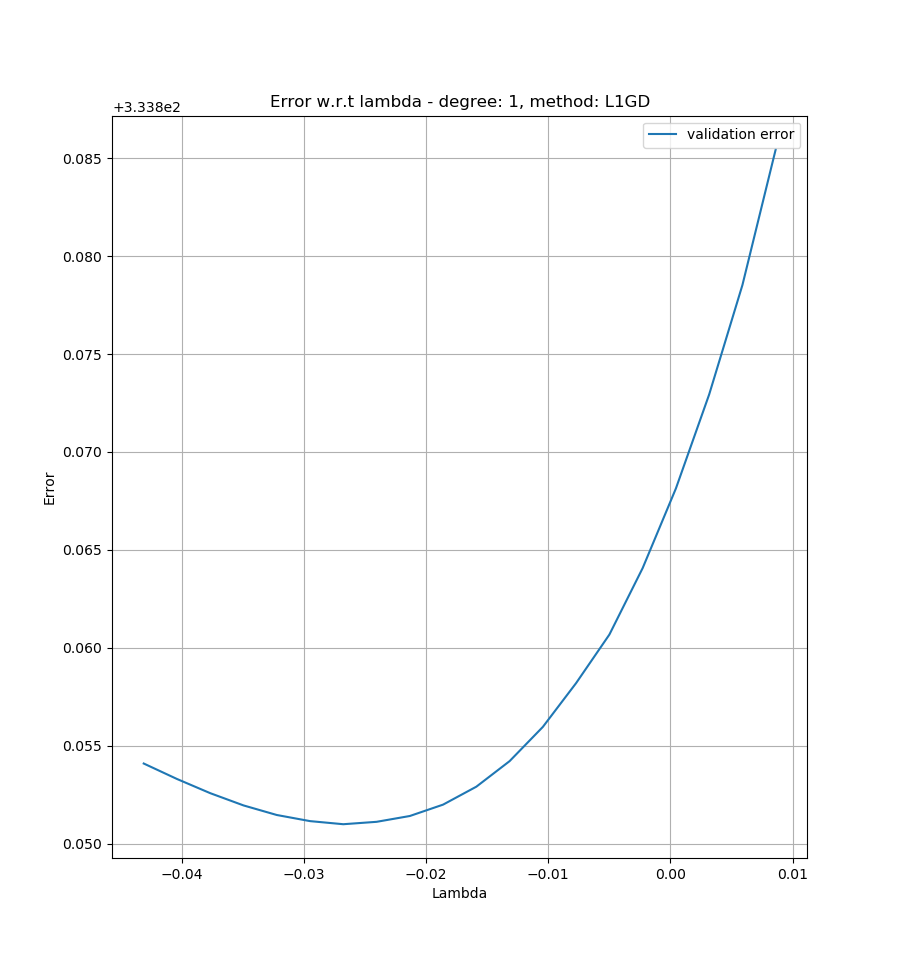 Error w.r.t lambda - degree: 1, method: L1GD
+3.338e2
validation error
0.085
0.080
0.075
0.070
0.065
0.060
0.055
0.050
Error
−0.04 −0.03 −0.02 −0.01 0.00 0.01
Lambda